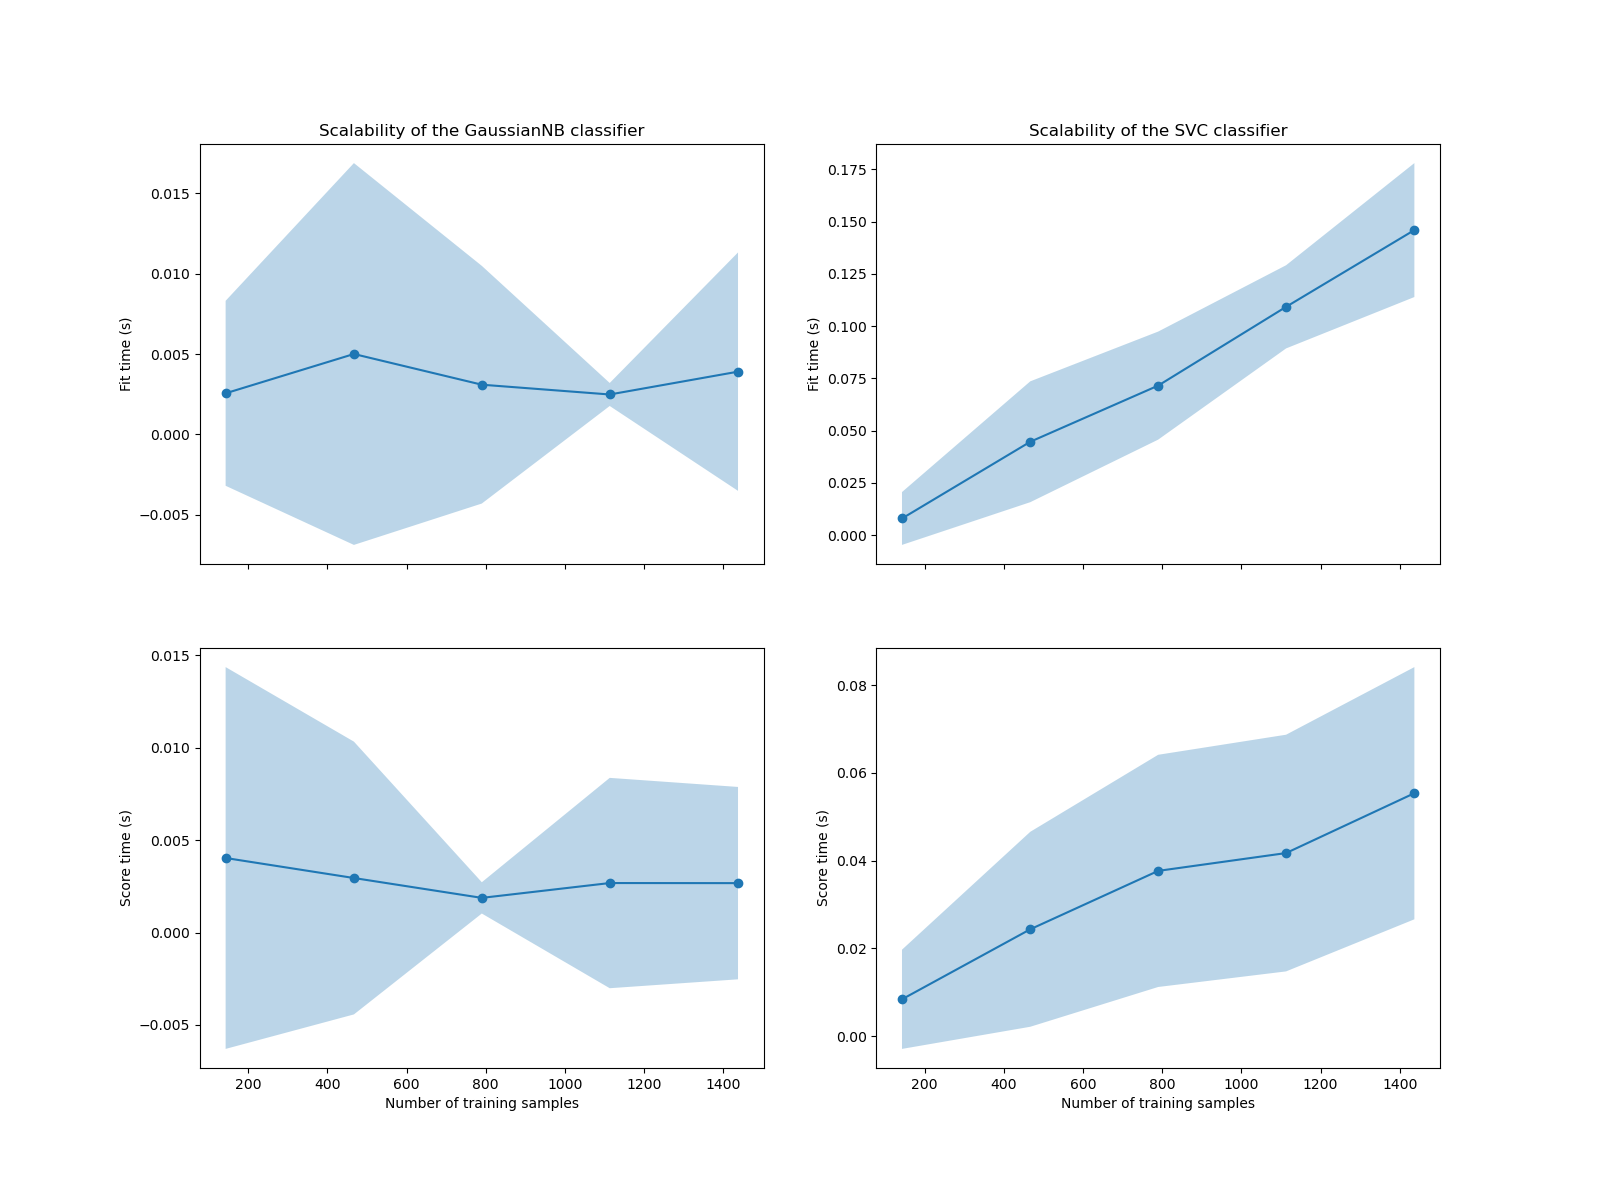 Scalability of the GaussianNB classifier
Scalability of the SVC classifier
0.015
0.010
0.005
0.000
−0.005
Fit time (s)
0.175
0.150
0.125
0.100
0.075
0.050
0.025
0.000
Fit time (s)
0.015
0.010
0.005
0.000
−0.005
Score time (s)
200 400 600 800 1000 1200 1400
Number of training samples
0.08
0.06
0.04
0.02
0.00
Score time (s)
200 400 600 800 1000 1200 1400
Number of training samples